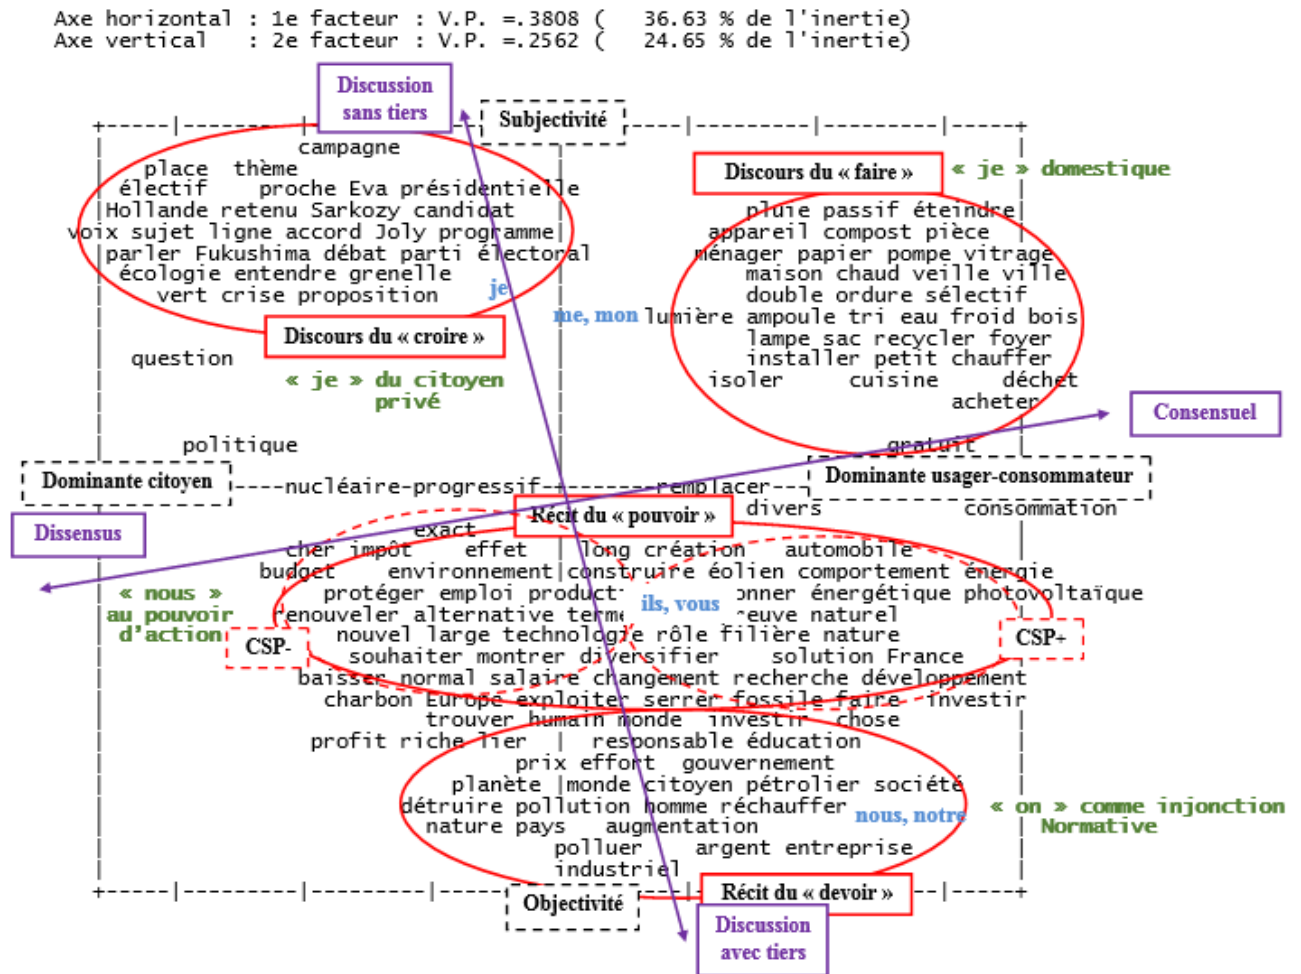 Axe horizontal : 1e facteur : V.P. =.3808 ( 36.63 % de l'inertie)
Axe vertical : 2e facteur : V.P. =.2562 ( 24.65 % de l'inertie)
Discussion
sans tiers
Subjectivité
campagne
place thème
Discours du « faire » « je » domestique
électif proche Eva présidentielle
Hollande retenu Sarkozy candidat pluie passif éteindre
voix sujet ligne accord Joly programme appareil compost pièce
parler Fukushima débat parti électoral ménager papier pompe vitrage
écologie entendre grenelle maison chaud veille ville
vert crise proposition je double ordure sélectif
me, mon lumière ampoule tri eau froid bois
Discours du « croire » lampe sac recycler foyer
question installer petit chauffer
« je » du citoyen isoler cuisine déchet
privé acheter
Consensuel
politique gratuit
Dominante citoyen nucléaire-progressif remplacer Dominante usager-consommateur
Récit du « pouvoir » divers consommation
Dissensus
exact
cher impôt effet long création automobile
budget environnement construire éolien comportement énergie
« nous » protéger emploi product ils, vous onner énergétique photovoltaïque
au pouvoir renouveler alternative terme reuve naturel
d'action CSP- nouvel large technologie rôle filière nature CSP+
souhaiter montrer diversifier solution France
baisser normal salaire changement recherche développement
charbon Europe exploiter serrer fossile faire investir
trouver humain monde investir chose
profit riche lier responsable éducation
prix effort gouvernement
planète monde citoyen pétrolier société
détruire pollution homme réchauffer nous, notre « on » comme injonction
nature pays augmentation Normative
polluer argent entreprise
industriel
Objectivité Récit du « devoir »
Discussion
avec tiers